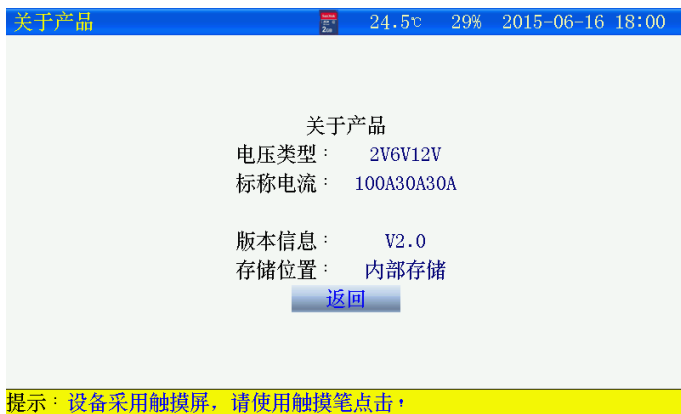 关于产品 24.5℃ 29% 2015-06-16 18:00
关于产品
电压类型： 2V6V12V
标称电流： 100A30A30A
版本信息： V2.0
存储位置： 内部存储
返回
提示：设备采用触摸屏，请使用触摸笔点击！